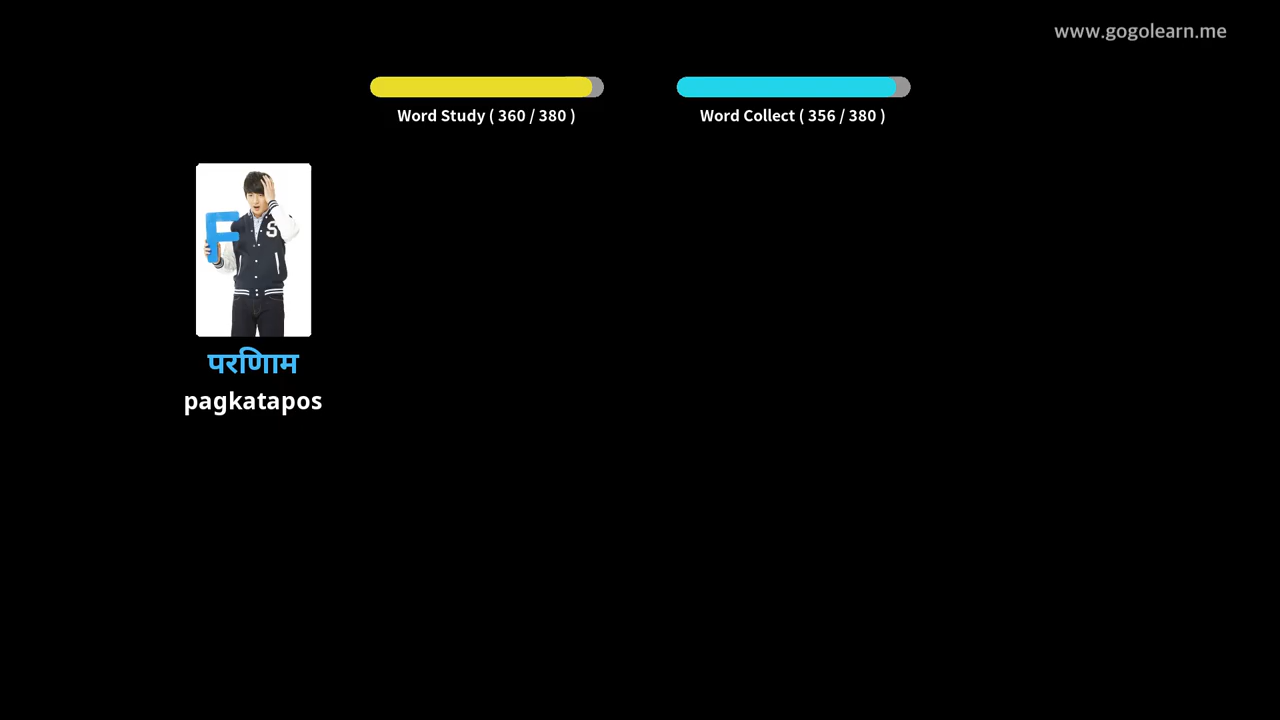 www.gogolearn.me
Word Study ( 360 / 380 )
Word Collect ( 356 / 380 )
F
S
परिणाम
pagkatapos